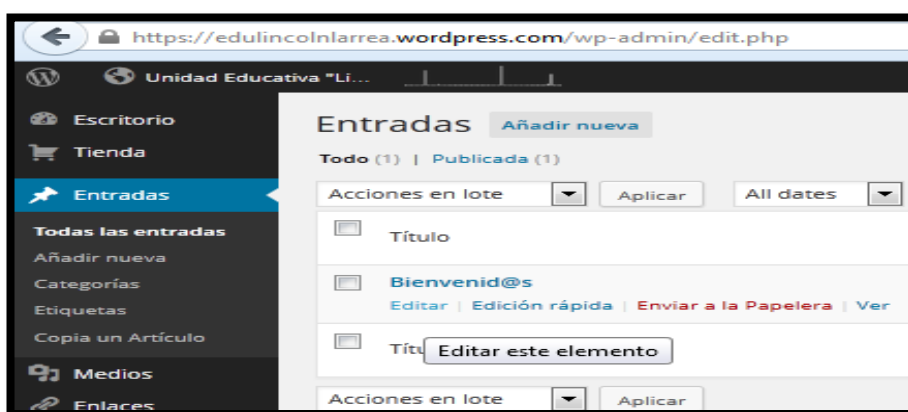 https://edulincolnlarrea.wordpress.com/wp-admin/edit.php
Unidad Educativa "Li...
Escritorio
Tienda
Entradas
Todas las entradas
Añadir nueva
Categorías
Etiquetas
Copia un Artículo
Medios
Enlaces
Entradas Añadir nueva
Todo (1) | Publicada (1)
Acciones en lote Aplicar All dates
Título
Bienvenid@s
Editar | Edición rápida | Enviar a la Papelera | Ver
Editar este elemento
Acciones en lote Aplicar